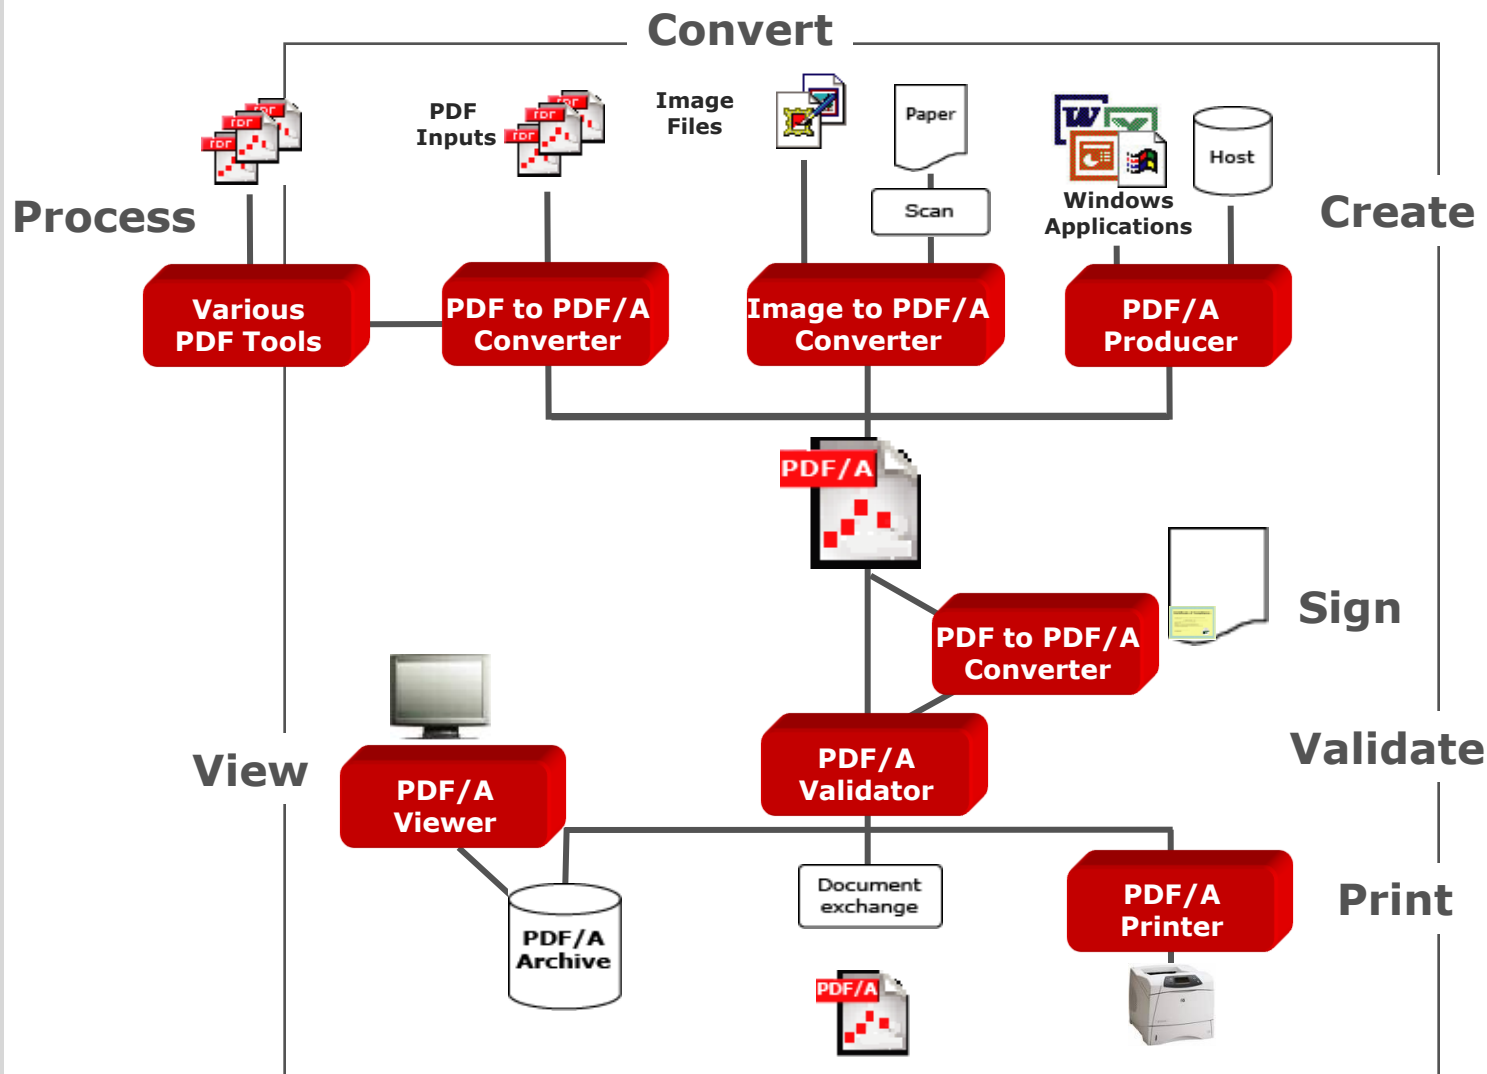 Convert
PDF
Inputs
Image
Files
Paper
Scan
Host
Windows
Applications
Process
Create
Various
PDF Tools
PDF to PDF/A
Converter
Image to PDF/A
Converter
PDF/A
Producer
PDF/A
Sign
PDF to PDF/A
Converter
View
Validate
PDF/A
Viewer
PDF/A
Validator
Document
exchange
PDF/A
Printer
Print
PDF/A
Archive
PDF/A